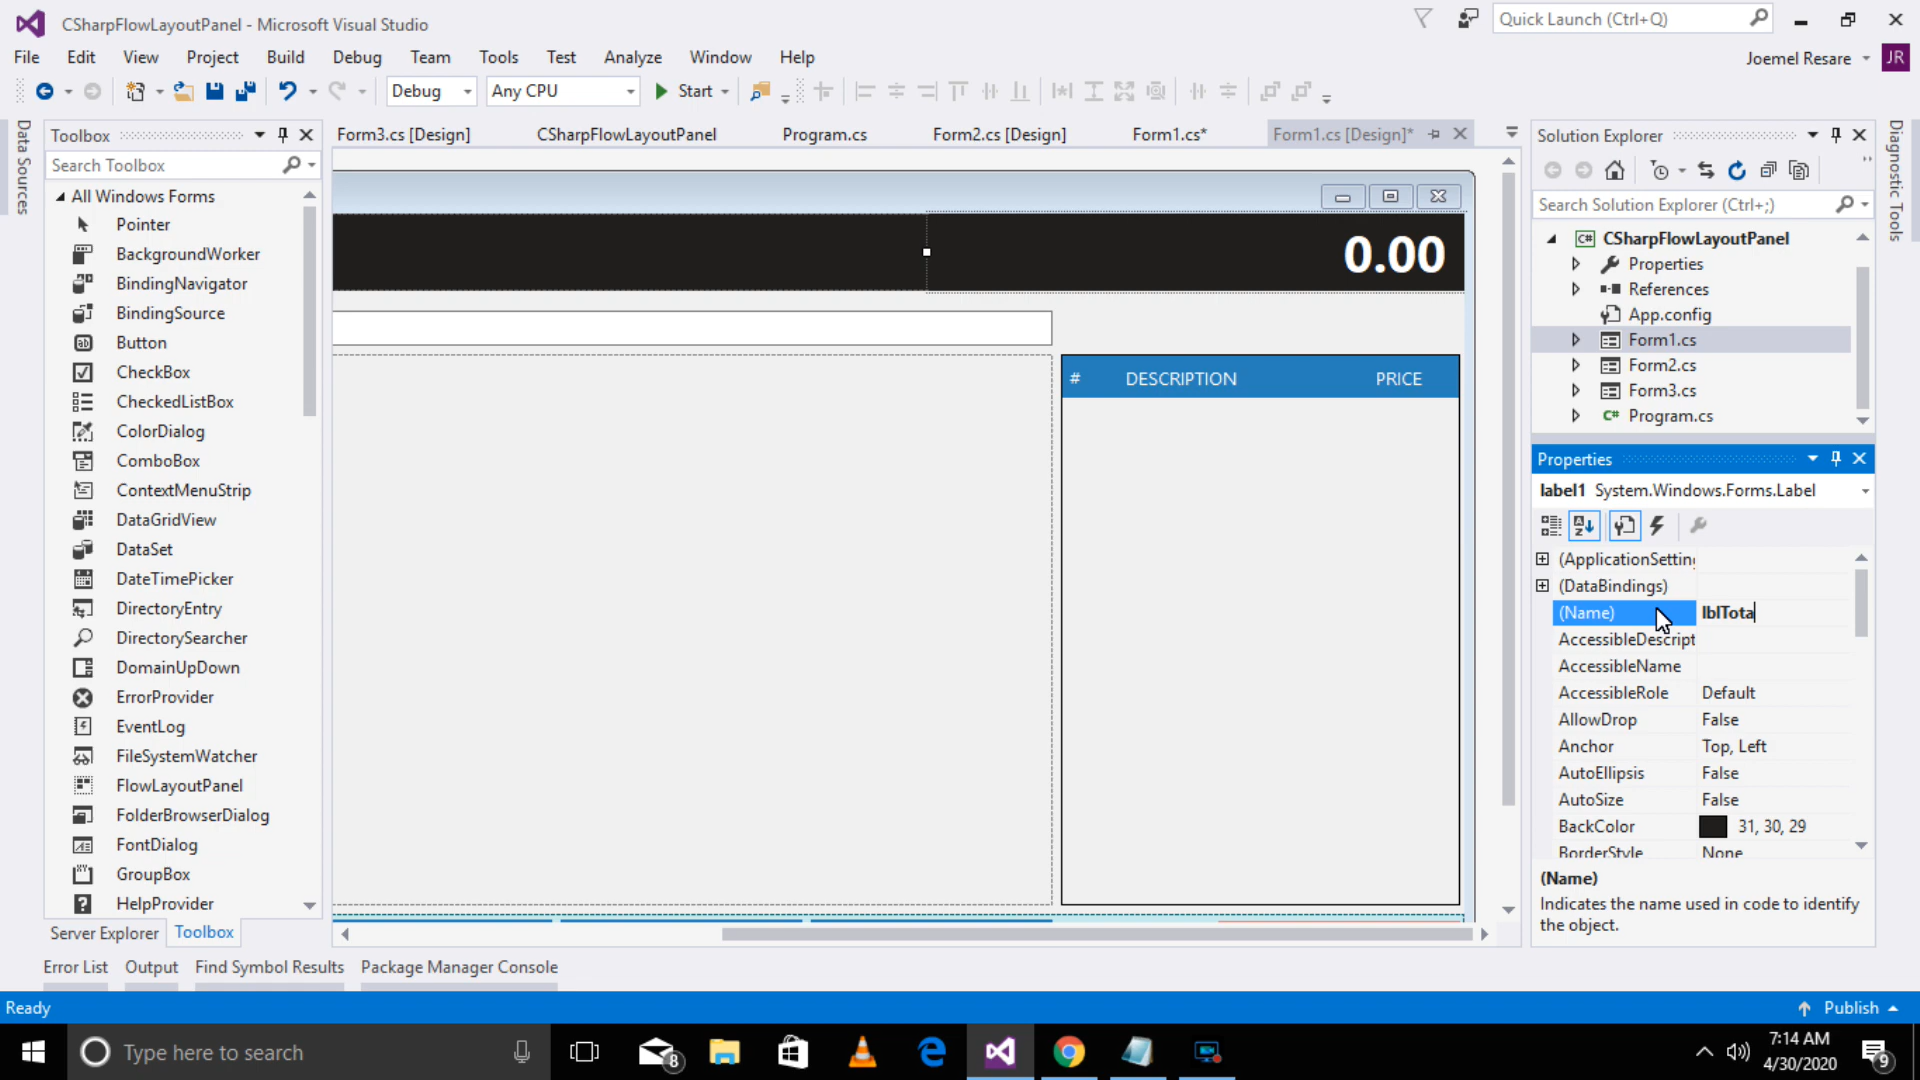 CSharpFlowLayoutPanel - Microsoft Visual Studio
Quick Launch (Ctrl+Q)
File Edit View Project Build Debug Team Tools Test Analyze Window Help
Joemel Resare JR
Debug Any CPU Start
Data Sources
Toolbox
Search Toolbox
All Windows Forms
Pointer
BackgroundWorker
BindingNavigator
BindingSource
Button
CheckBox
CheckedListBox
ColorDialog
ComboBox
ContextMenuStrip
DataGridView
DataSet
DateTimePicker
DirectoryEntry
DirectorySearcher
DomainUpDown
ErrorProvider
EventLog
FileSystemWatcher
FlowLayoutPanel
FolderBrowserDialog
FontDialog
GroupBox
HelpProvider
Server Explorer Toolbox
Form3.cs [Design] CSharpFlowLayoutPanel Program.cs Form2.cs [Design] Form1.cs* Form1.cs [Design]*
0.00
# DESCRIPTION PRICE
Solution Explorer
Search Solution Explorer (Ctrl+;)
C# CSharpFlowLayoutPanel
Properties
References
App.config
Form1.cs
Form2.cs
Form3.cs
C# Program.cs
Diagnostic Tools
Properties
label1 System.Windows.Forms.Label
(ApplicationSetting
(DataBindings)
(Name) lblTota
AccessibleDescript
AccessibleName
AccessibleRole Default
AllowDrop False
Anchor Top, Left
AutoEllipsis False
AutoSize False
BackColor 31, 30, 29
BorderStyle None
(Name)
Indicates the name used in code to identify
the object.
Error List Output Find Symbol Results Package Manager Console
Ready
Publish
Type here to search
8
7:14 AM
4/30/2020
9